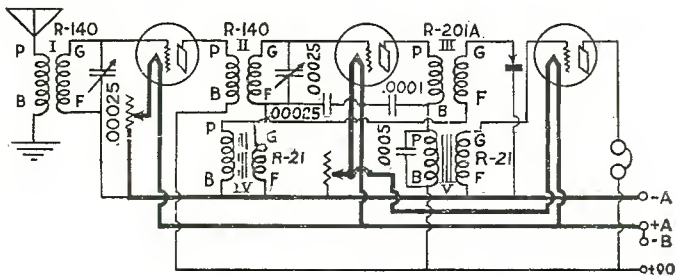 R-140
R-140
R-201A
I
II
III
P
G
B
F
.00025
P
G
B
F
.00025
.00025
.0001
P
G
B
F
P
G
B
F
IV
R-21
.0005
P
G
B
F
V
R-21
-A
+A
-B
+90